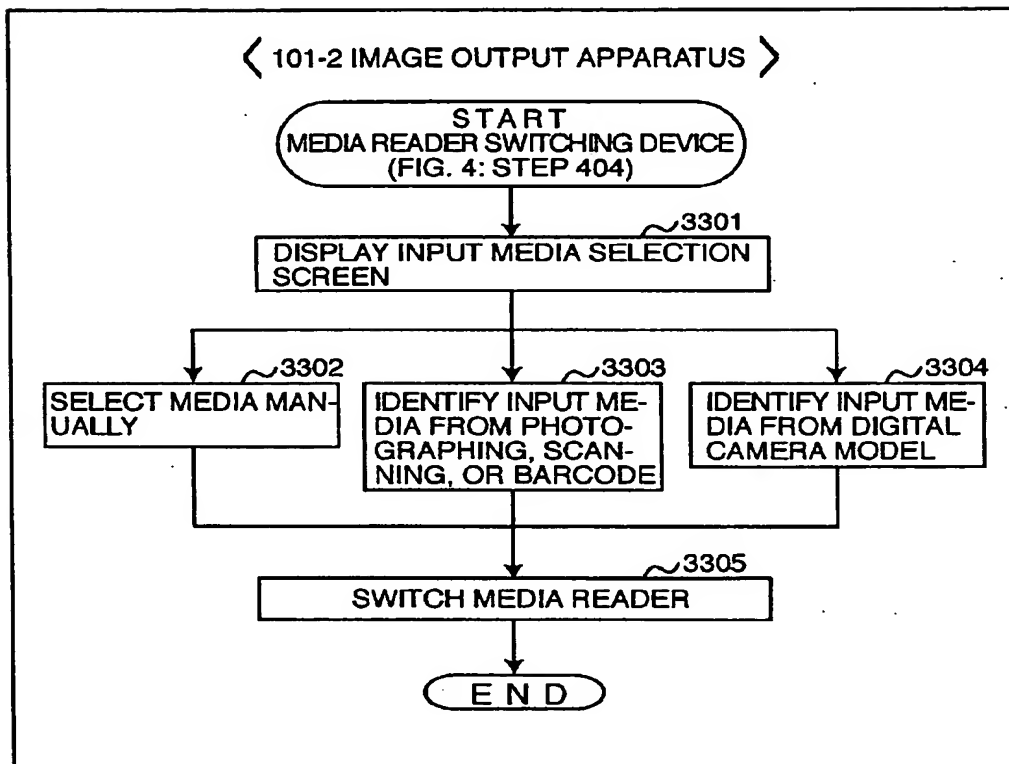 < 101-2 IMAGE OUTPUT APPARATUS >
START
MEDIA READER SWITCHING DEVICE
(FIG. 4: STEP 404)
3301
DISPLAY INPUT MEDIA SELECTION
SCREEN
3302
SELECT MEDIA MAN-
UALLY
3303
IDENTIFY INPUT ME-
DIA FROM PHOTO-
GRAPHING, SCAN-
NING, OR BARCODE
3304
IDENTIFY INPUT ME-
DIA FROM DIGITAL
CAMERA MODEL
3305
SWITCH MEDIA READER
END